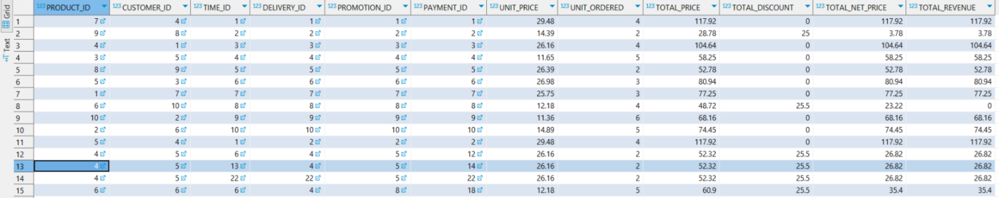 Grid
Text
123 PRODUCT_ID 123 CUSTOMER_ID 123 TIME_ID 123 DELIVERY_ID 123 PROMOTION_ID 123 PAYMENT_ID 123 UNIT_PRICE 123 UNIT_ORDERED 123 TOTAL_PRICE 123 TOTAL_DISCOUNT 123 TOTAL_NET_PRICE 123 TOTAL_REVENUE
1 7 4 1 1 1 1 29.48 4 117.92 0 117.92 117.92
2 9 8 2 2 2 2 14.39 2 28.78 25 3.78 3.78
3 4 1 3 3 3 3 26.16 4 104.64 0 104.64 104.64
4 3 5 4 4 4 4 11.65 5 58.25 0 58.25 58.25
5 8 9 5 5 5 5 26.39 2 52.78 0 52.78 52.78
6 5 3 6 6 6 6 26.98 3 80.94 0 80.94 80.94
7 1 7 7 7 7 7 25.75 3 77.25 0 77.25 77.25
8 6 10 8 8 8 8 12.18 4 48.72 25.5 23.22 0
9 10 2 9 9 9 9 11.36 6 68.16 0 68.16 68.16
10 2 6 10 10 10 10 14.89 5 74.45 0 74.45 74.45
11 5 4 1 2 2 2 29.48 4 117.92 0 117.92 117.92
12 4 5 6 4 5 12 26.16 2 52.32 25.5 26.82 26.82
13 4 5 13 4 5 14 26.16 2 52.32 25.5 26.82 26.82
14 4 5 22 22 5 22 26.16 2 52.32 25.5 26.82 26.82
15 6 6 6 4 8 18 12.18 5 60.9 25.5 35.4 35.4